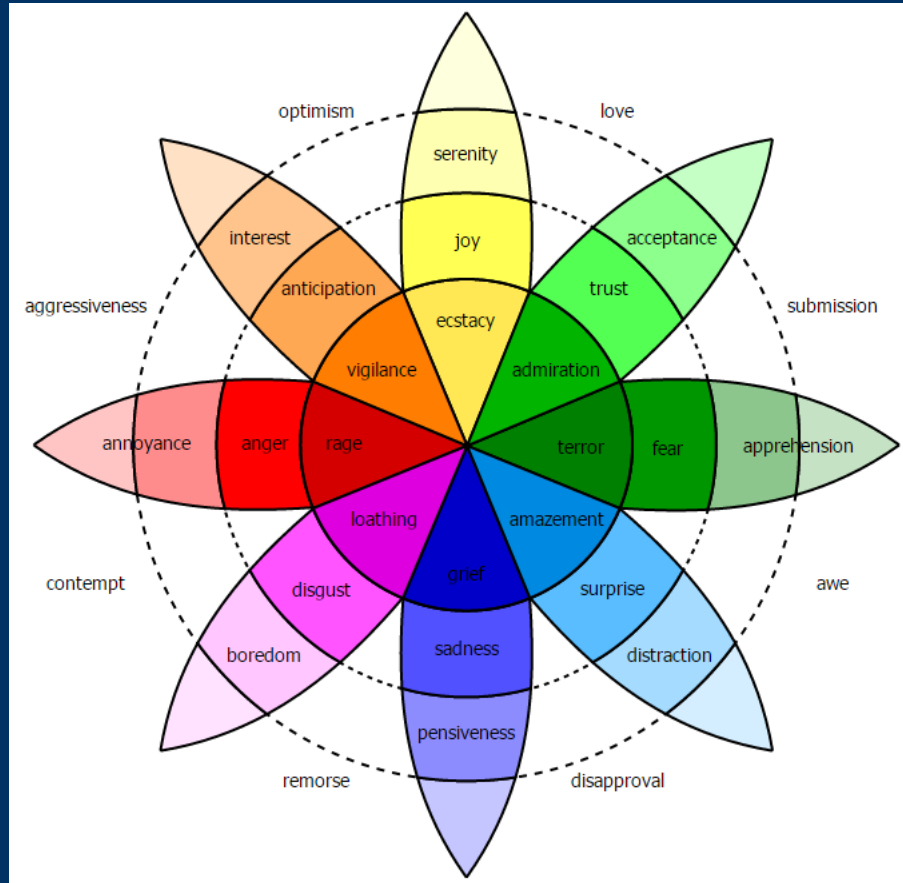 optimism
love
serenity
interest
acceptance
joy
anticipation
trust
aggressiveness
submission
ecstacy
vigilance
admiration
annoyance
anger
rage
terror
fear
apprehension
loathing
amazement
grief
contempt
disgust
surprise
awe
boredom
sadness
distraction
pensiveness
remorse
disapproval